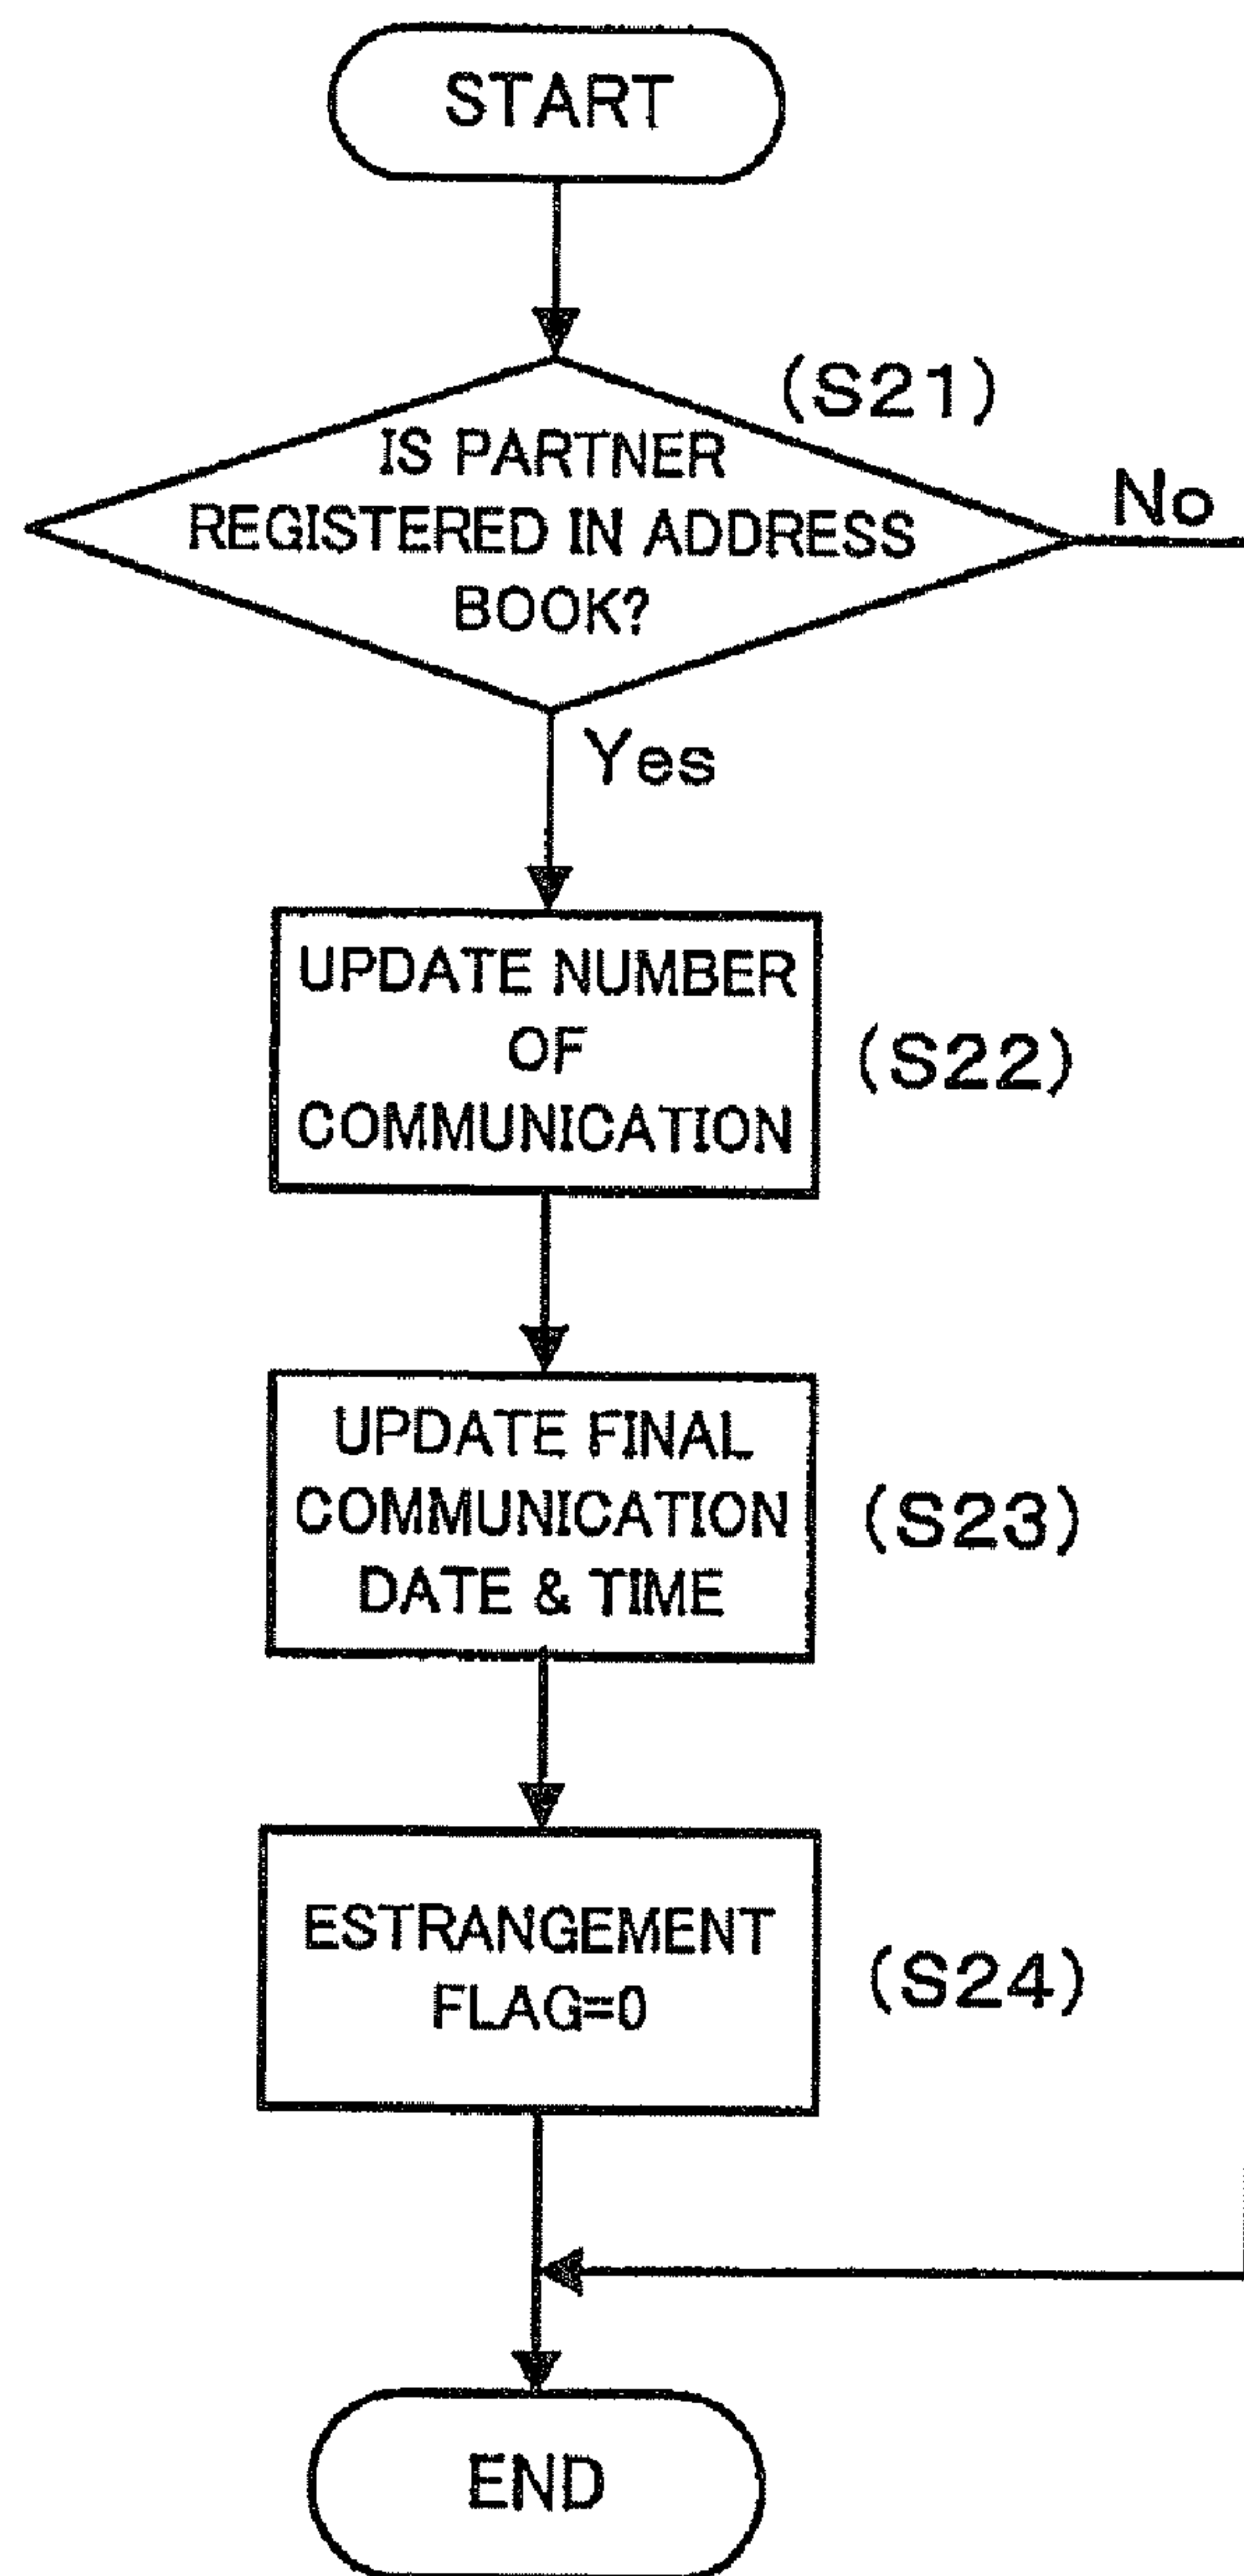 START
(S21)
IS PARTNER
REGISTERED IN ADDRESS
BOOK?
No
Yes
UPDATE NUMBER
OF
COMMUNICATION
(S22)
UPDATE FINAL
COMMUNICATION
DATE & TIME
(S23)
ESTRANGEMENT
FLAG=0
(S24)
END